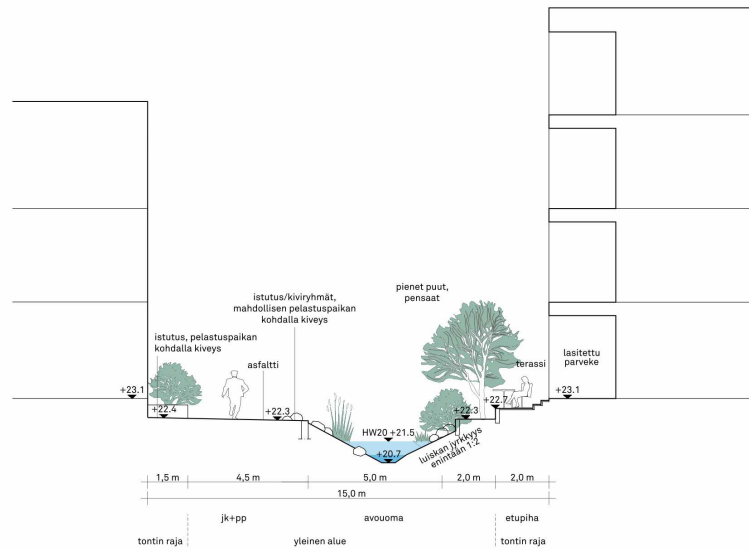 pienet puut,
pensaat
istutus/kiviryhmät,
mahdollisen pelastuspaikan
kohdalla kiveys
istutus, pelastuspaikan
kohdalla kiveys
asfaltti
terassi
lasitettu
parveke
+23.1
+22.4
+22.3
HW20 +21.5
+20.7
luiskan jyrkkyys
enintään 1:2
+22.3
+22.7
+23.1
1,5 m
4,5 m
5,0 m
2,0 m
2,0 m
15,0 m
jk+pp
avouoma
etupiha
tontin raja
yleinen alue
tontin raja